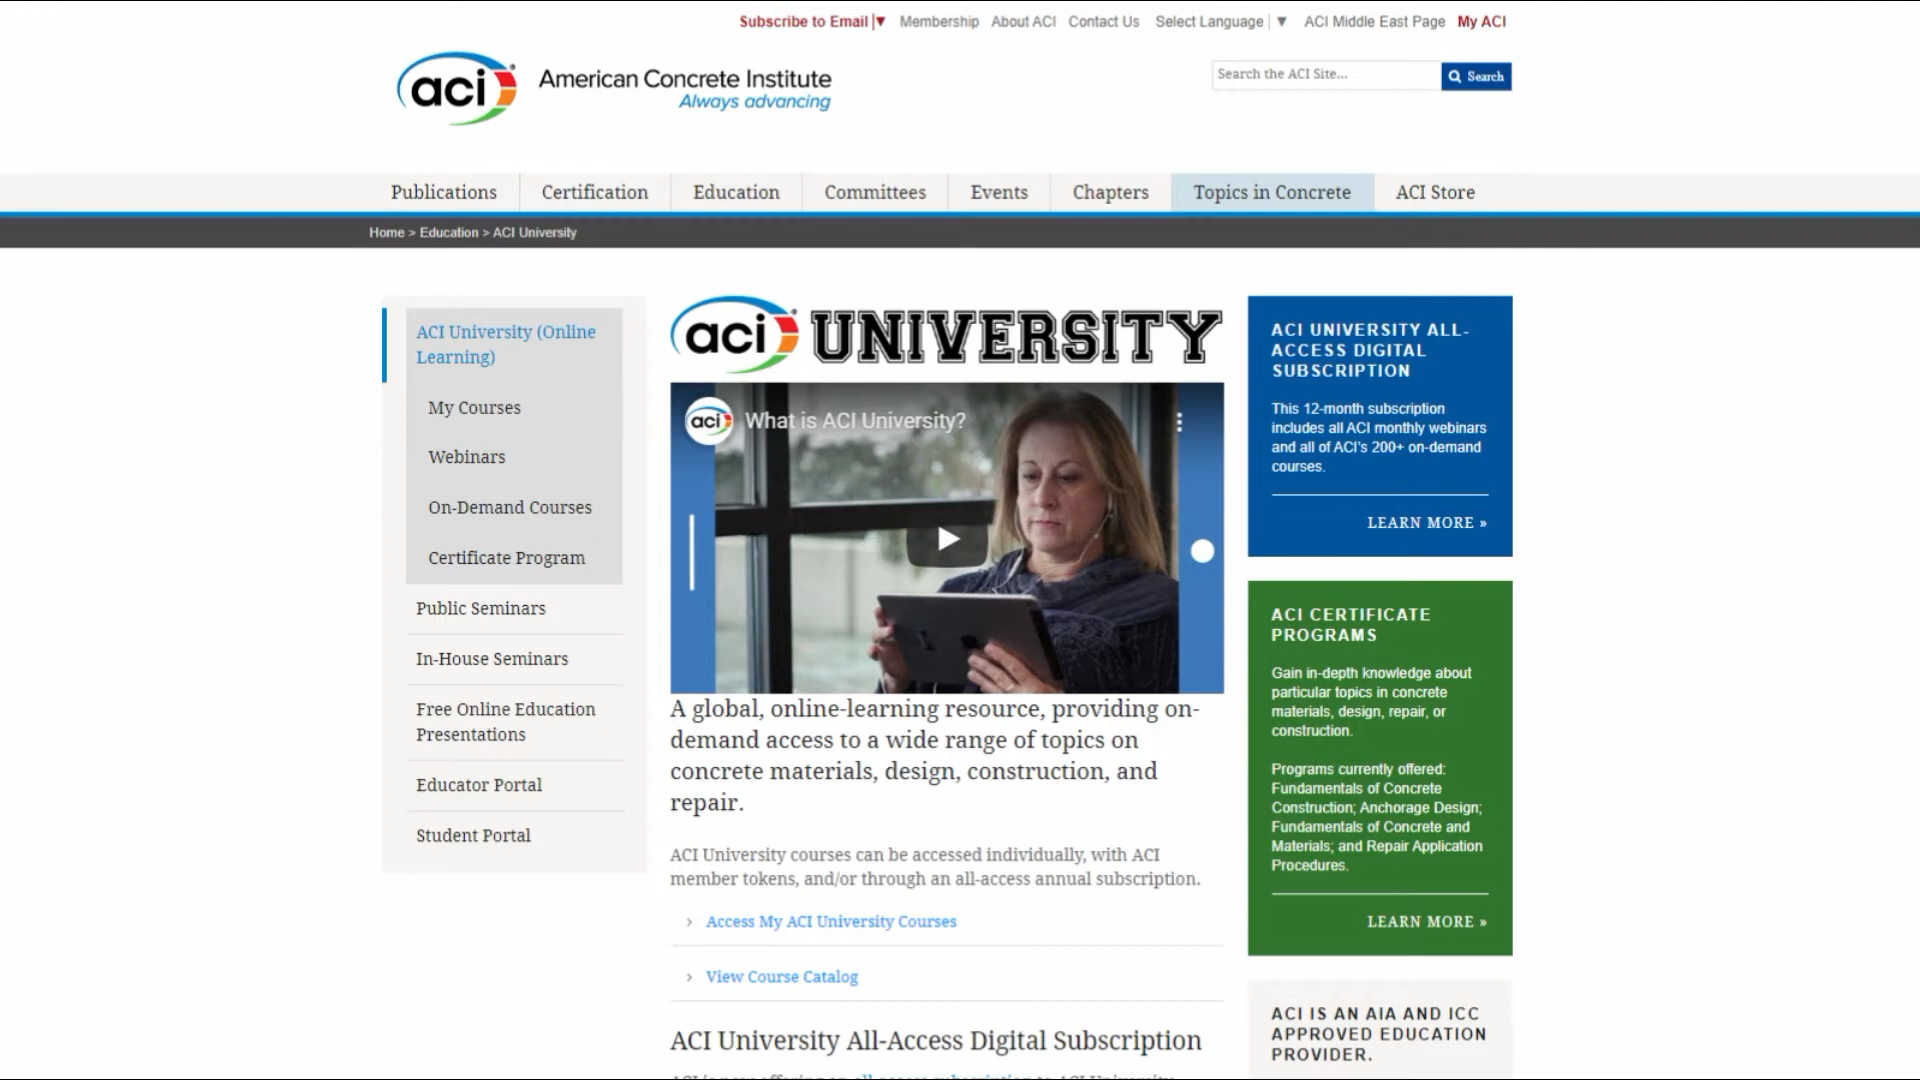 Subscribe to Email|▼ Membership About ACI Contact Us Select Language | ▼ ACI Middle East Page My ACI
aci American Concrete Institute
Always advancing
Search the ACI Site... Search
Publications Certification Education Committees Events Chapters Topics in Concrete ACI Store
Home > Education > ACI University
ACI University (Online
Learning)
My Courses
Webinars
On-Demand Courses
Certificate Program
Public Seminars
In-House Seminars
Free Online Education
Presentations
Educator Portal
Student Portal
aci UNIVERSITY
aci What is ACI University?
A global, online-learning resource, providing on-
demand access to a wide range of topics on
concrete materials, design, construction, and
repair.
ACI University courses can be accessed individually, with ACI
member tokens, and/or through an all-access annual subscription.
› Access My ACI University Courses
› View Course Catalog
ACI University All-Access Digital Subscription
ACI UNIVERSITY ALL-
ACCESS DIGITAL
SUBSCRIPTION
This 12-month subscription
includes all ACI monthly webinars
and all of ACI's 200+ on-demand
courses.
LEARN MORE »
ACI CERTIFICATE
PROGRAMS
Gain in-depth knowledge about
particular topics in concrete
materials, design, repair, or
construction.
Programs currently offered:
Fundamentals of Concrete
Construction; Anchorage Design;
Fundamentals of Concrete and
Materials; and Repair Application
Procedures.
LEARN MORE »
ACI IS AN AIA AND ICC
APPROVED EDUCATION
PROVIDER.